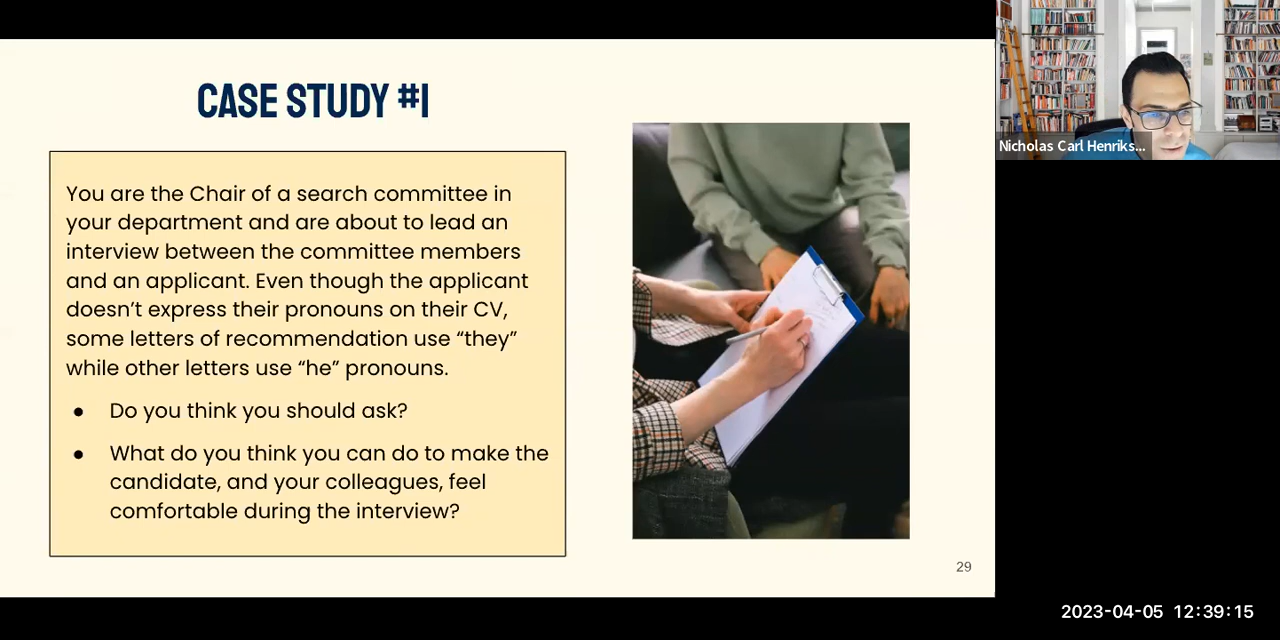 CASE STUDY #1
You are the Chair of a search committee in
your department and are about to lead an
interview between the committee members
and an applicant. Even though the applicant
doesn’t express their pronouns on their CV,
some letters of recommendation use “they”
while other letters use “he” pronouns.
● Do you think you should ask?
● What do you think you can do to make the
candidate, and your colleagues, feel
comfortable during the interview?
29
Nicholas Carl Henriks...
2023-04-05 12:39:15